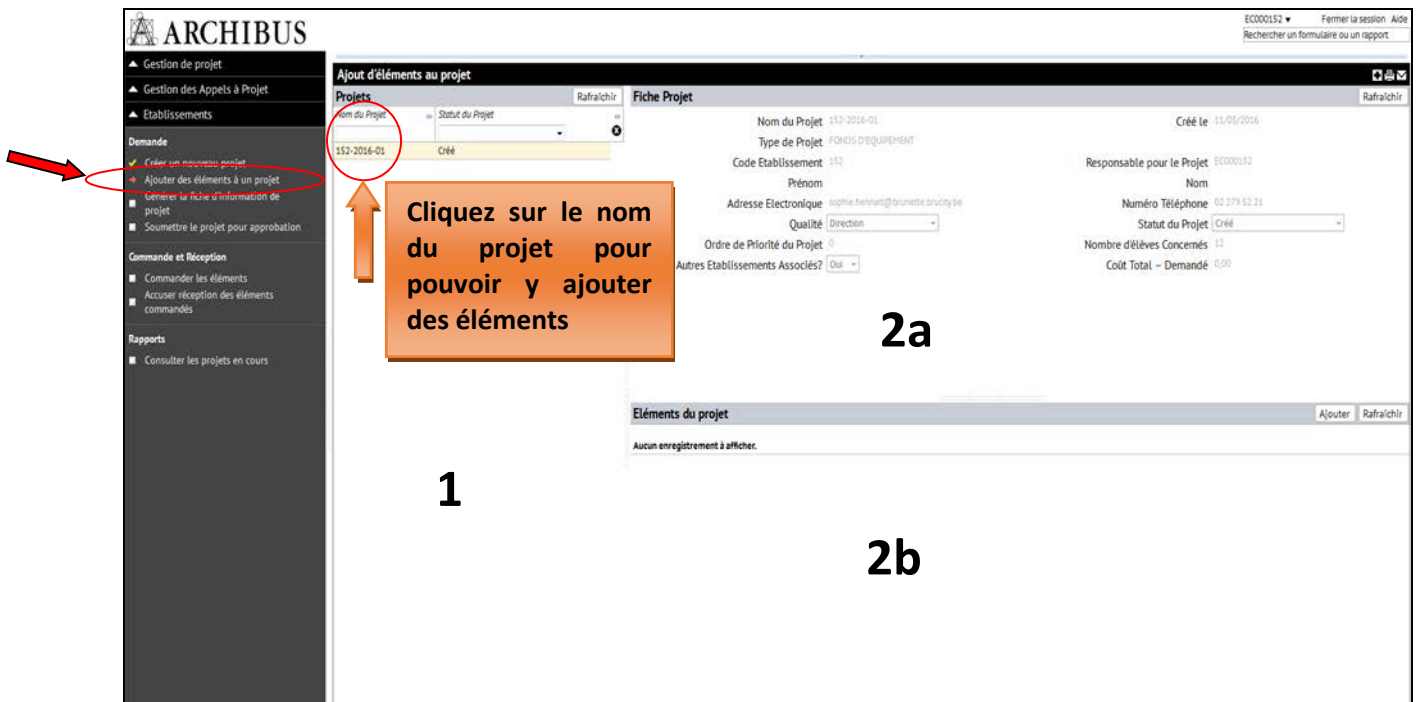 ARCHIBUS
EC000152
Fermer la session Aide
Rechercher un formulaire ou un rapport
Gestion de projet
Gestion des Appels à Projet
Etablissements
Demande
Créer un nouveau projet
Ajouter des éléments à un projet
Générer la fiche d'information de
projet
Soumettre le projet pour approbation
Commande et Réception
Commander les éléments
Accuser réception des éléments
commandés
Rapports
Consulter les projets en cours
Ajout d'éléments au projet
Projets
Rafraîchir
Nom du Projet
Statut du Projet
152-2016-01
Créé
Cliquez sur le nom
du projet pour
pouvoir y ajouter
des éléments
1
Fiche Projet
Rafraîchir
Nom du Projet 152-2016-01
Créé le 11/05/2016
Type de Projet FONDS D'EQUIPEMENT
Code Etablissement 152
Responsable pour le Projet EC000152
Prénom
Nom
Adresse Electronique
Numéro Téléphone 02 279 52 21
Qualité Direction
Statut du Projet Créé
Ordre de Priorité du Projet 0
Nombre d'élèves Concernés 12
Autres Etablissements Associés? Oui
Coût Total – Demandé 0,00
2a
Eléments du projet
Ajouter
Rafraîchir
Aucun enregistrement à afficher.
2b